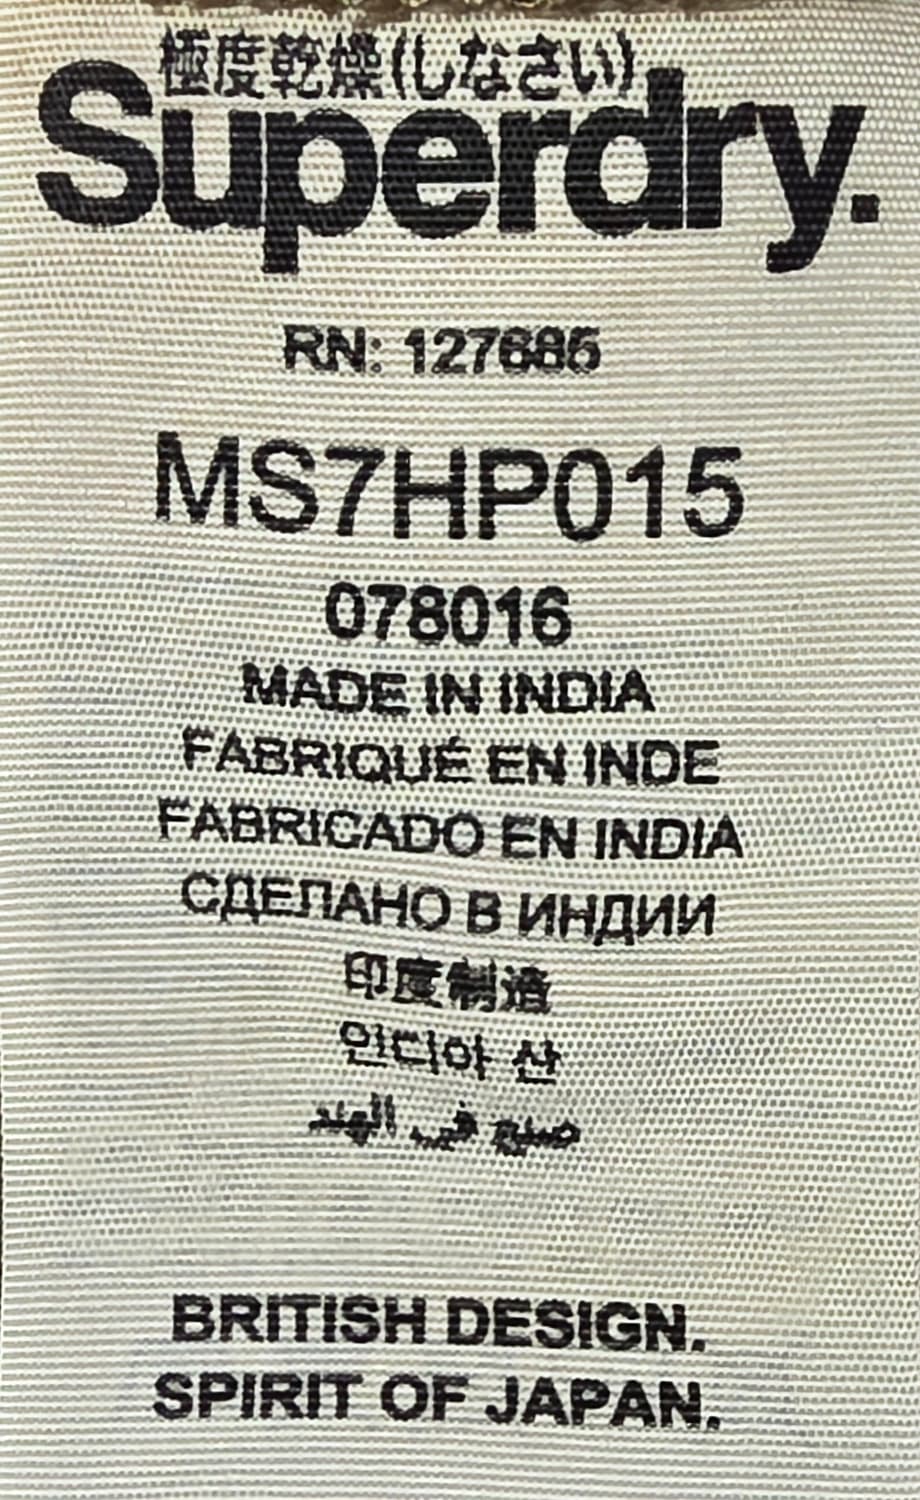 極度乾燥(しなさい)
Superdry.
RN: 127685
MS7HP015
078016
MADE IN INDIA
FABRIQUÉ EN INDE
FABRICADO EN INDIA
СДЕЛАНО В ИНДИИ
印度制造
인디아 산
صنع في الهند
BRITISH DESIGN.
SPIRIT OF JAPAN.